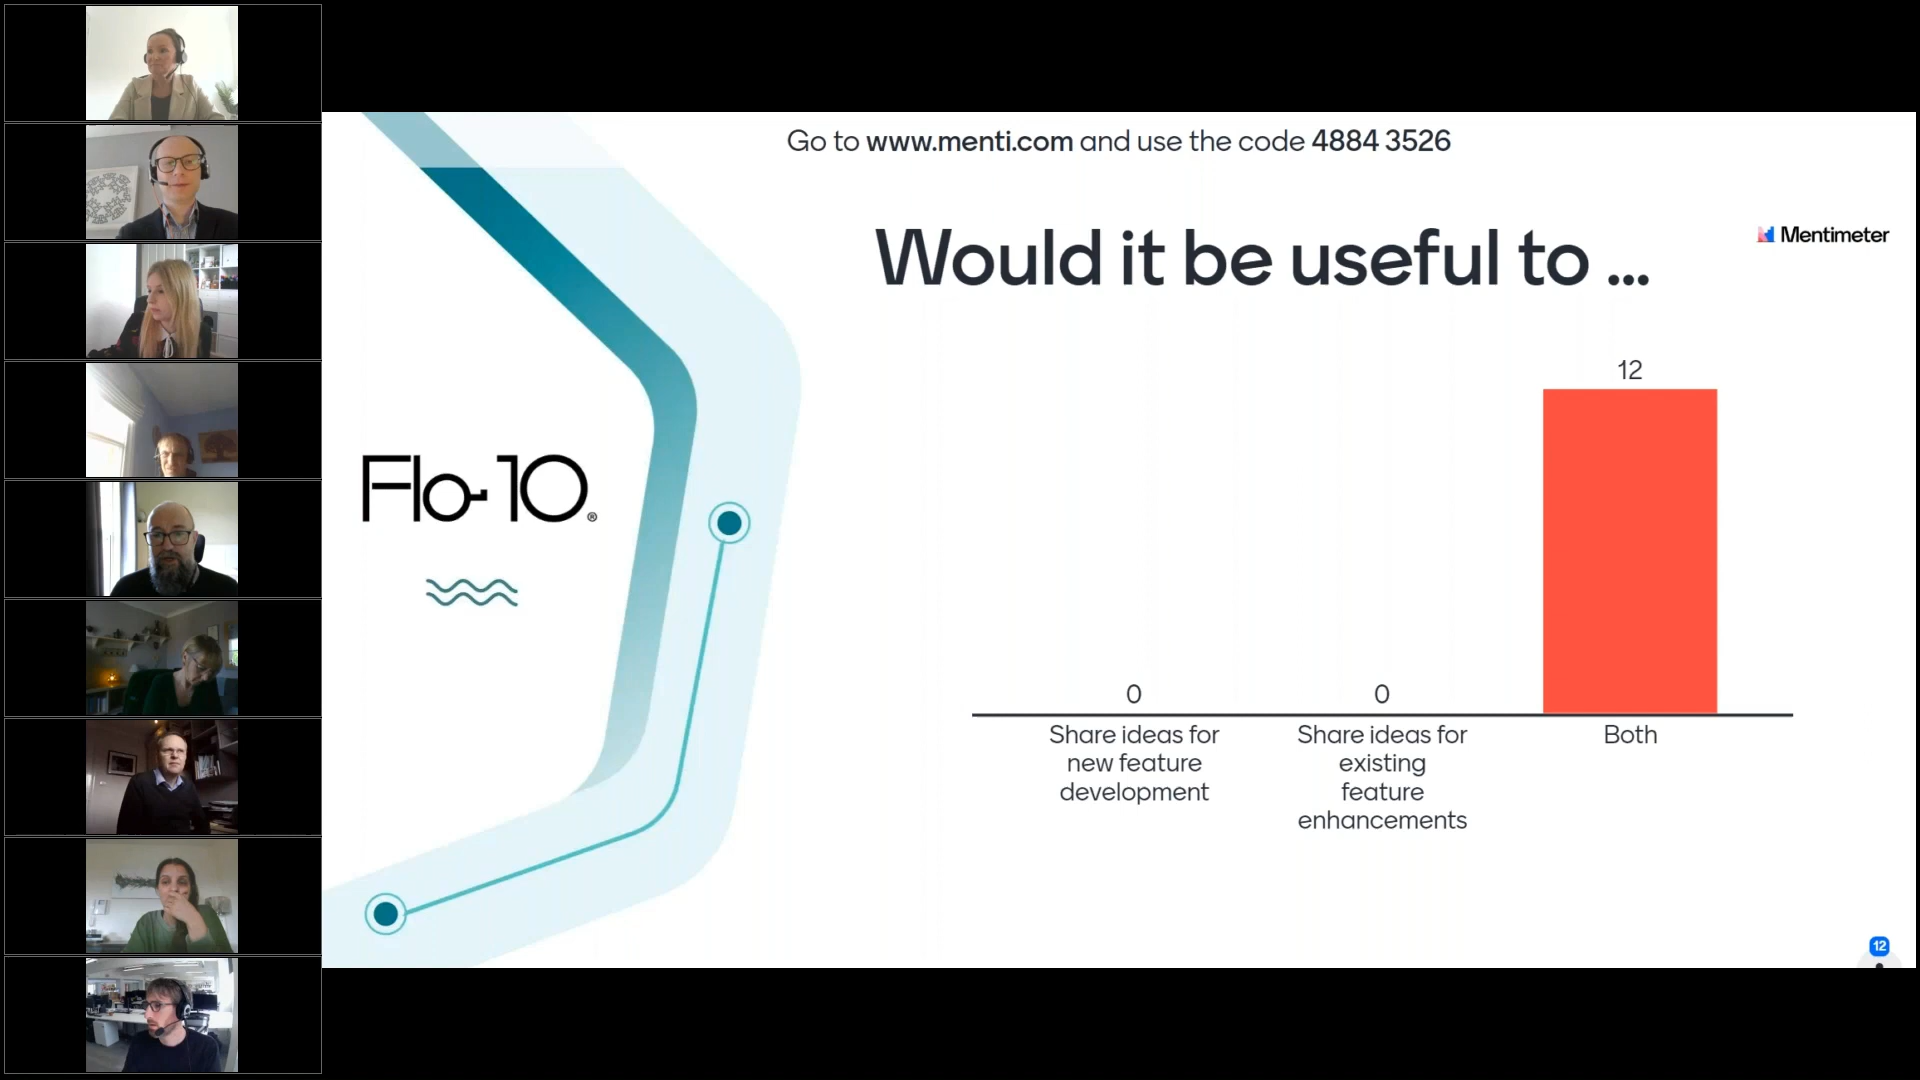 Go to www.menti.com and use the code 4884 3526
Would it be useful to ...
Mentimeter
Flo-10®
12
0
0
Share ideas for
new feature
development
Share ideas for
existing
feature
enhancements
Both
12